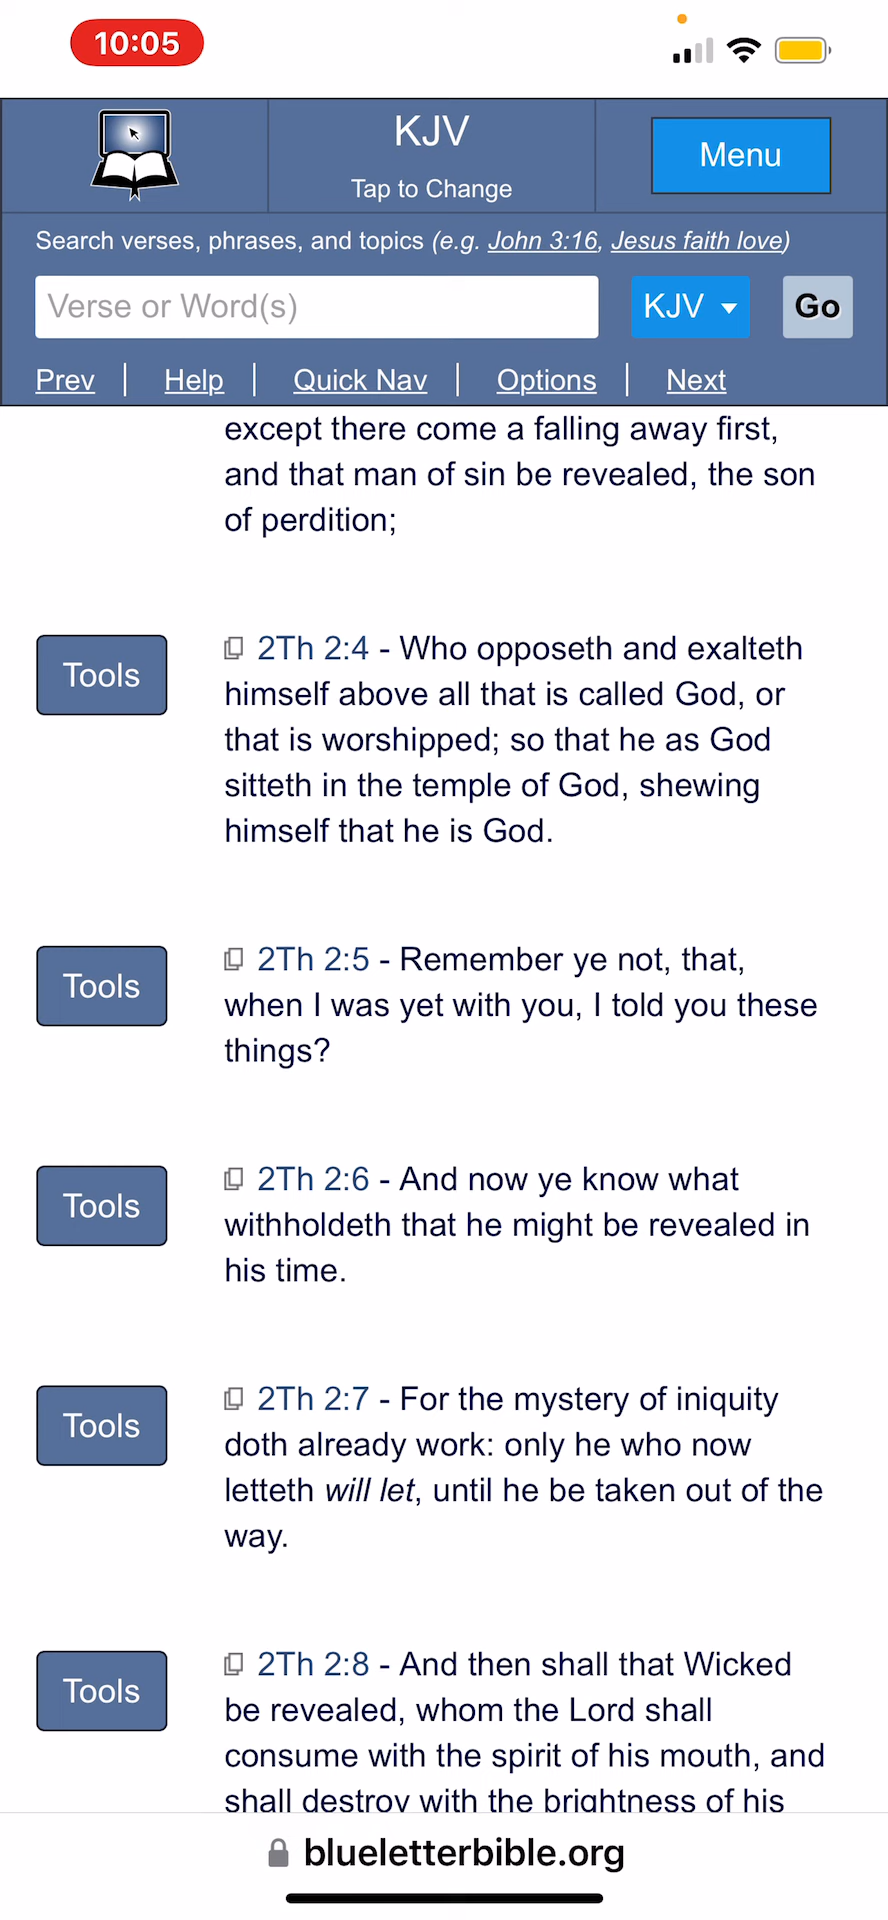 10:05
KJV
Tap to Change
Menu
Search verses, phrases, and topics (e.g. John 3:16, Jesus faith love)
Verse or Word(s)
KJV
Go
Prev | Help | Quick Nav | Options | Next
except there come a falling away first,
and that man of sin be revealed, the son
of perdition;
Tools
2Th 2:4 - Who opposeth and exalteth
himself above all that is called God, or
that is worshipped; so that he as God
sitteth in the temple of God, shewing
himself that he is God.
Tools
2Th 2:5 - Remember ye not, that,
when I was yet with you, I told you these
things?
Tools
2Th 2:6 - And now ye know what
withholdeth that he might be revealed in
his time.
Tools
2Th 2:7 - For the mystery of iniquity
doth already work: only he who now
letteth will let, until he be taken out of the
way.
Tools
2Th 2:8 - And then shall that Wicked
be revealed, whom the Lord shall
consume with the spirit of his mouth, and
shall destroy with the brightness of his
blueletterbible.org